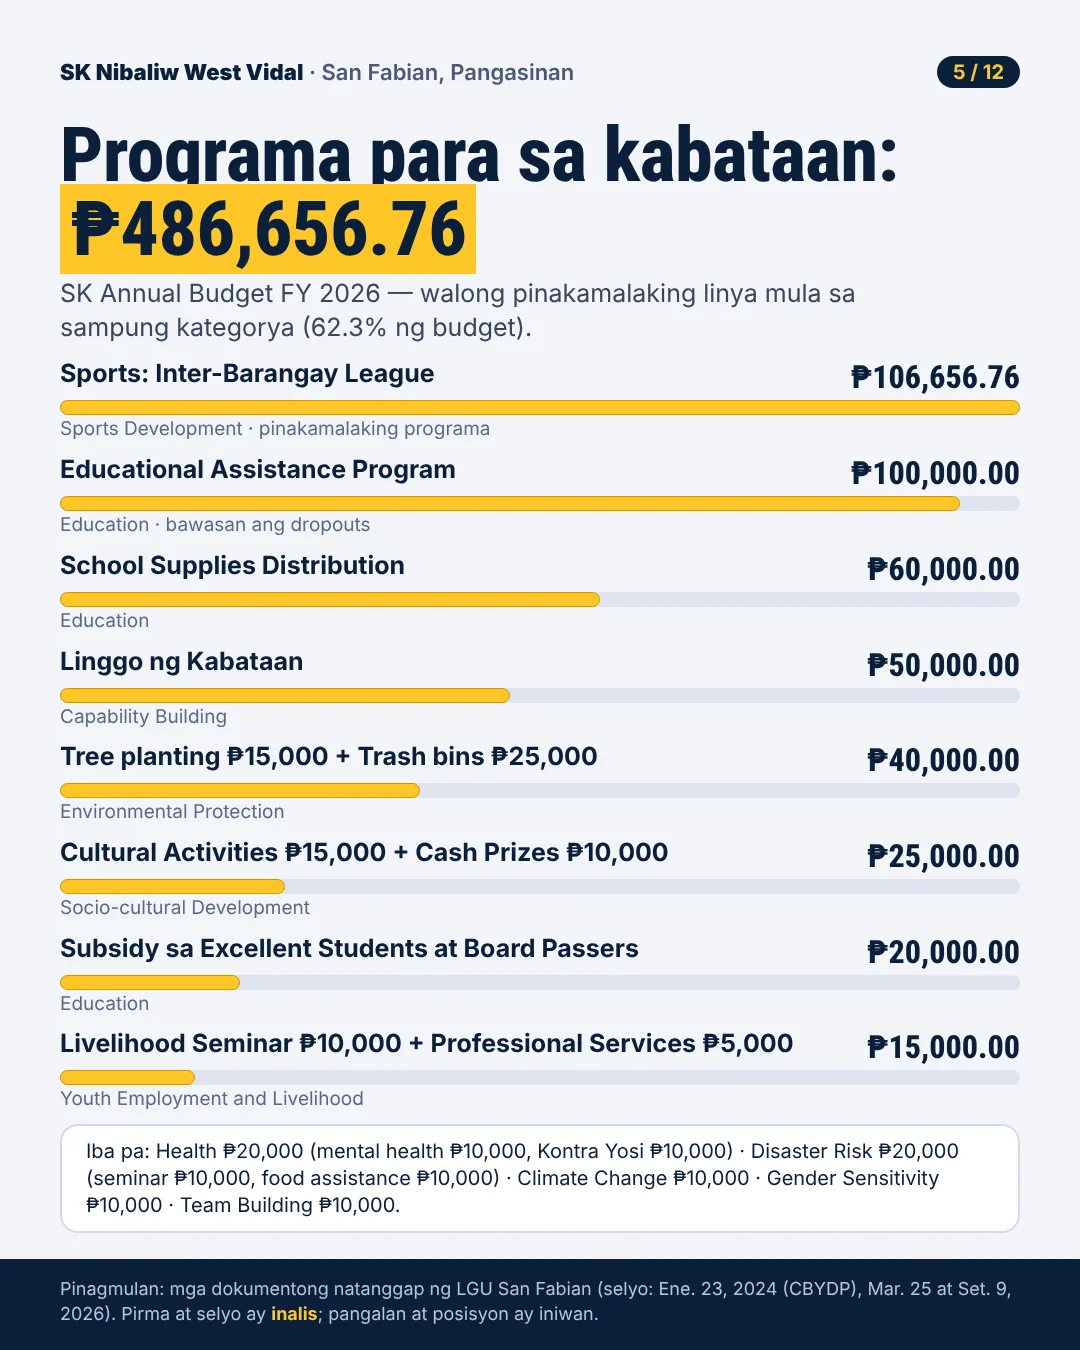 SK Nibaliw West Vidal · San Fabian, Pangasinan
5 / 12
Programa para sa kabataan:
₱486,656.76
SK Annual Budget FY 2026 — walong pinakamalaking linya mula sa
sampung kategorya (62.3% ng budget).
Sports: Inter-Barangay League ₱106,656.76
Sports Development · pinakamalaking programa
Educational Assistance Program ₱100,000.00
Education · bawasan ang dropouts
School Supplies Distribution ₱60,000.00
Education
Linggo ng Kabataan ₱50,000.00
Capability Building
Tree planting ₱15,000 + Trash bins ₱25,000 ₱40,000.00
Environmental Protection
Cultural Activities ₱15,000 + Cash Prizes ₱10,000 ₱25,000.00
Socio-cultural Development
Subsidy sa Excellent Students at Board Passers ₱20,000.00
Education
Livelihood Seminar ₱10,000 + Professional Services ₱5,000 ₱15,000.00
Youth Employment and Livelihood
Iba pa: Health ₱20,000 (mental health ₱10,000, Kontra Yosi ₱10,000) · Disaster Risk ₱20,000
(seminar ₱10,000, food assistance ₱10,000) · Climate Change ₱10,000 · Gender Sensitivity
₱10,000 · Team Building ₱10,000.
Pinagmulan: mga dokumentong natanggap ng LGU San Fabian (selyo: Ene. 23, 2024 (CBYDP), Mar. 25 at Set. 9,
2026). Pirma at selyo ay inalis; pangalan at posisyon ay iniwan.